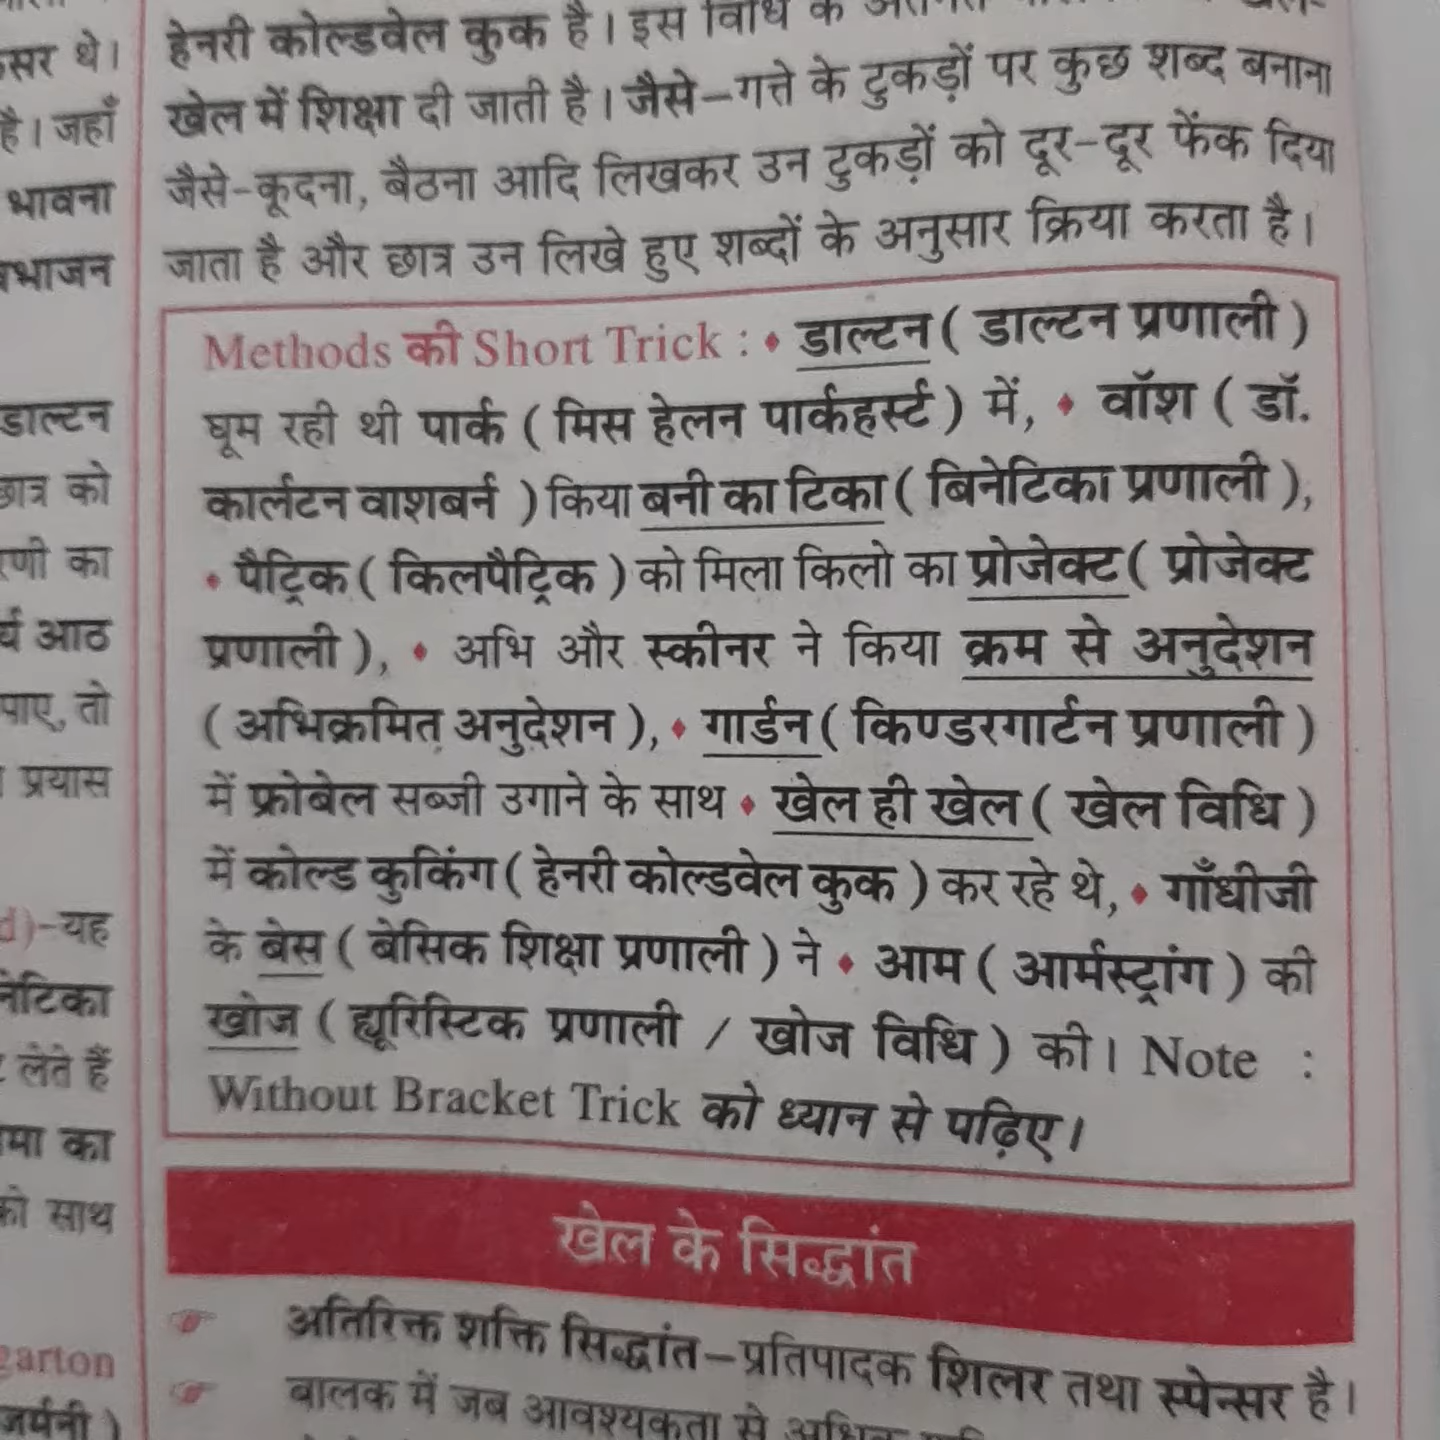 सर थे।
है। जहाँ
भावना
भाजन
डाल्टन
छात्र को
रणी का
र्य आठ
पाए, तो
प्रयास
d)-यह
नेटिका
लेते हैं
मा का
को साथ
garton
जर्मनी)
हेनरी कोल्डवेल कुक है। इस विधि के
खेल में शिक्षा दी जाती है। जैसे–गत्ते के टुकड़ों पर कुछ शब्द बनाना
जैसे-कूदना, बैठना आदि लिखकर उन टुकड़ों को दूर-दूर फेंक दिया
जाता है और छात्र उन लिखे हुए शब्दों के अनुसार क्रिया करता है।
Methods की Short Trick : ♦ डाल्टन ( डाल्टन प्रणाली )
घूम रही थी पार्क ( मिस हेलन पार्कहर्स्ट ) में, ♦ वॉश ( डॉ.
कार्लटन वाशबर्न ) किया बनी का टिका ( बिनेटिका प्रणाली ),
♦ पैट्रिक ( किलपैट्रिक ) को मिला किलो का प्रोजेक्ट ( प्रोजेक्ट
प्रणाली ), ♦ अभि और स्कीनर ने किया क्रम से अनुदेशन
( अभिक्रमित अनुदेशन ), ♦ गार्डन ( किण्डरगार्टन प्रणाली )
में फ्रोबेल सब्जी उगाने के साथ ♦ खेल ही खेल ( खेल विधि )
में कोल्ड कुकिंग ( हेनरी कोल्डवेल कुक ) कर रहे थे, ♦ गाँधीजी
के बेस ( बेसिक शिक्षा प्रणाली ) ने ♦ आम ( आर्मस्ट्रांग ) की
खोज ( ह्यूरिस्टिक प्रणाली / खोज विधि ) की। Note :
Without Bracket Trick को ध्यान से पढ़िए।
खेल के सिद्धांत
अतिरिक्त शक्ति सिद्धांत–प्रतिपादक शिलर तथा स्पेन्सर है।
बालक में जब आवश्यकता से अधिक